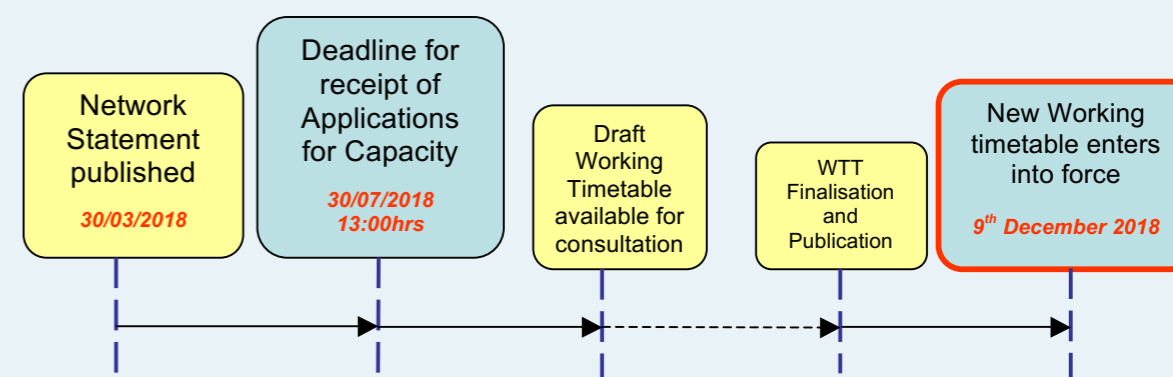 Network
Statement
published
30/03/2018
Deadline for
receipt of
Applications
for Capacity
30/07/2018
13:00hrs
Draft
Working
Timetable
available for
consultation
WTT
Finalisation
and
Publication
New Working
timetable enters
into force
9th December 2018